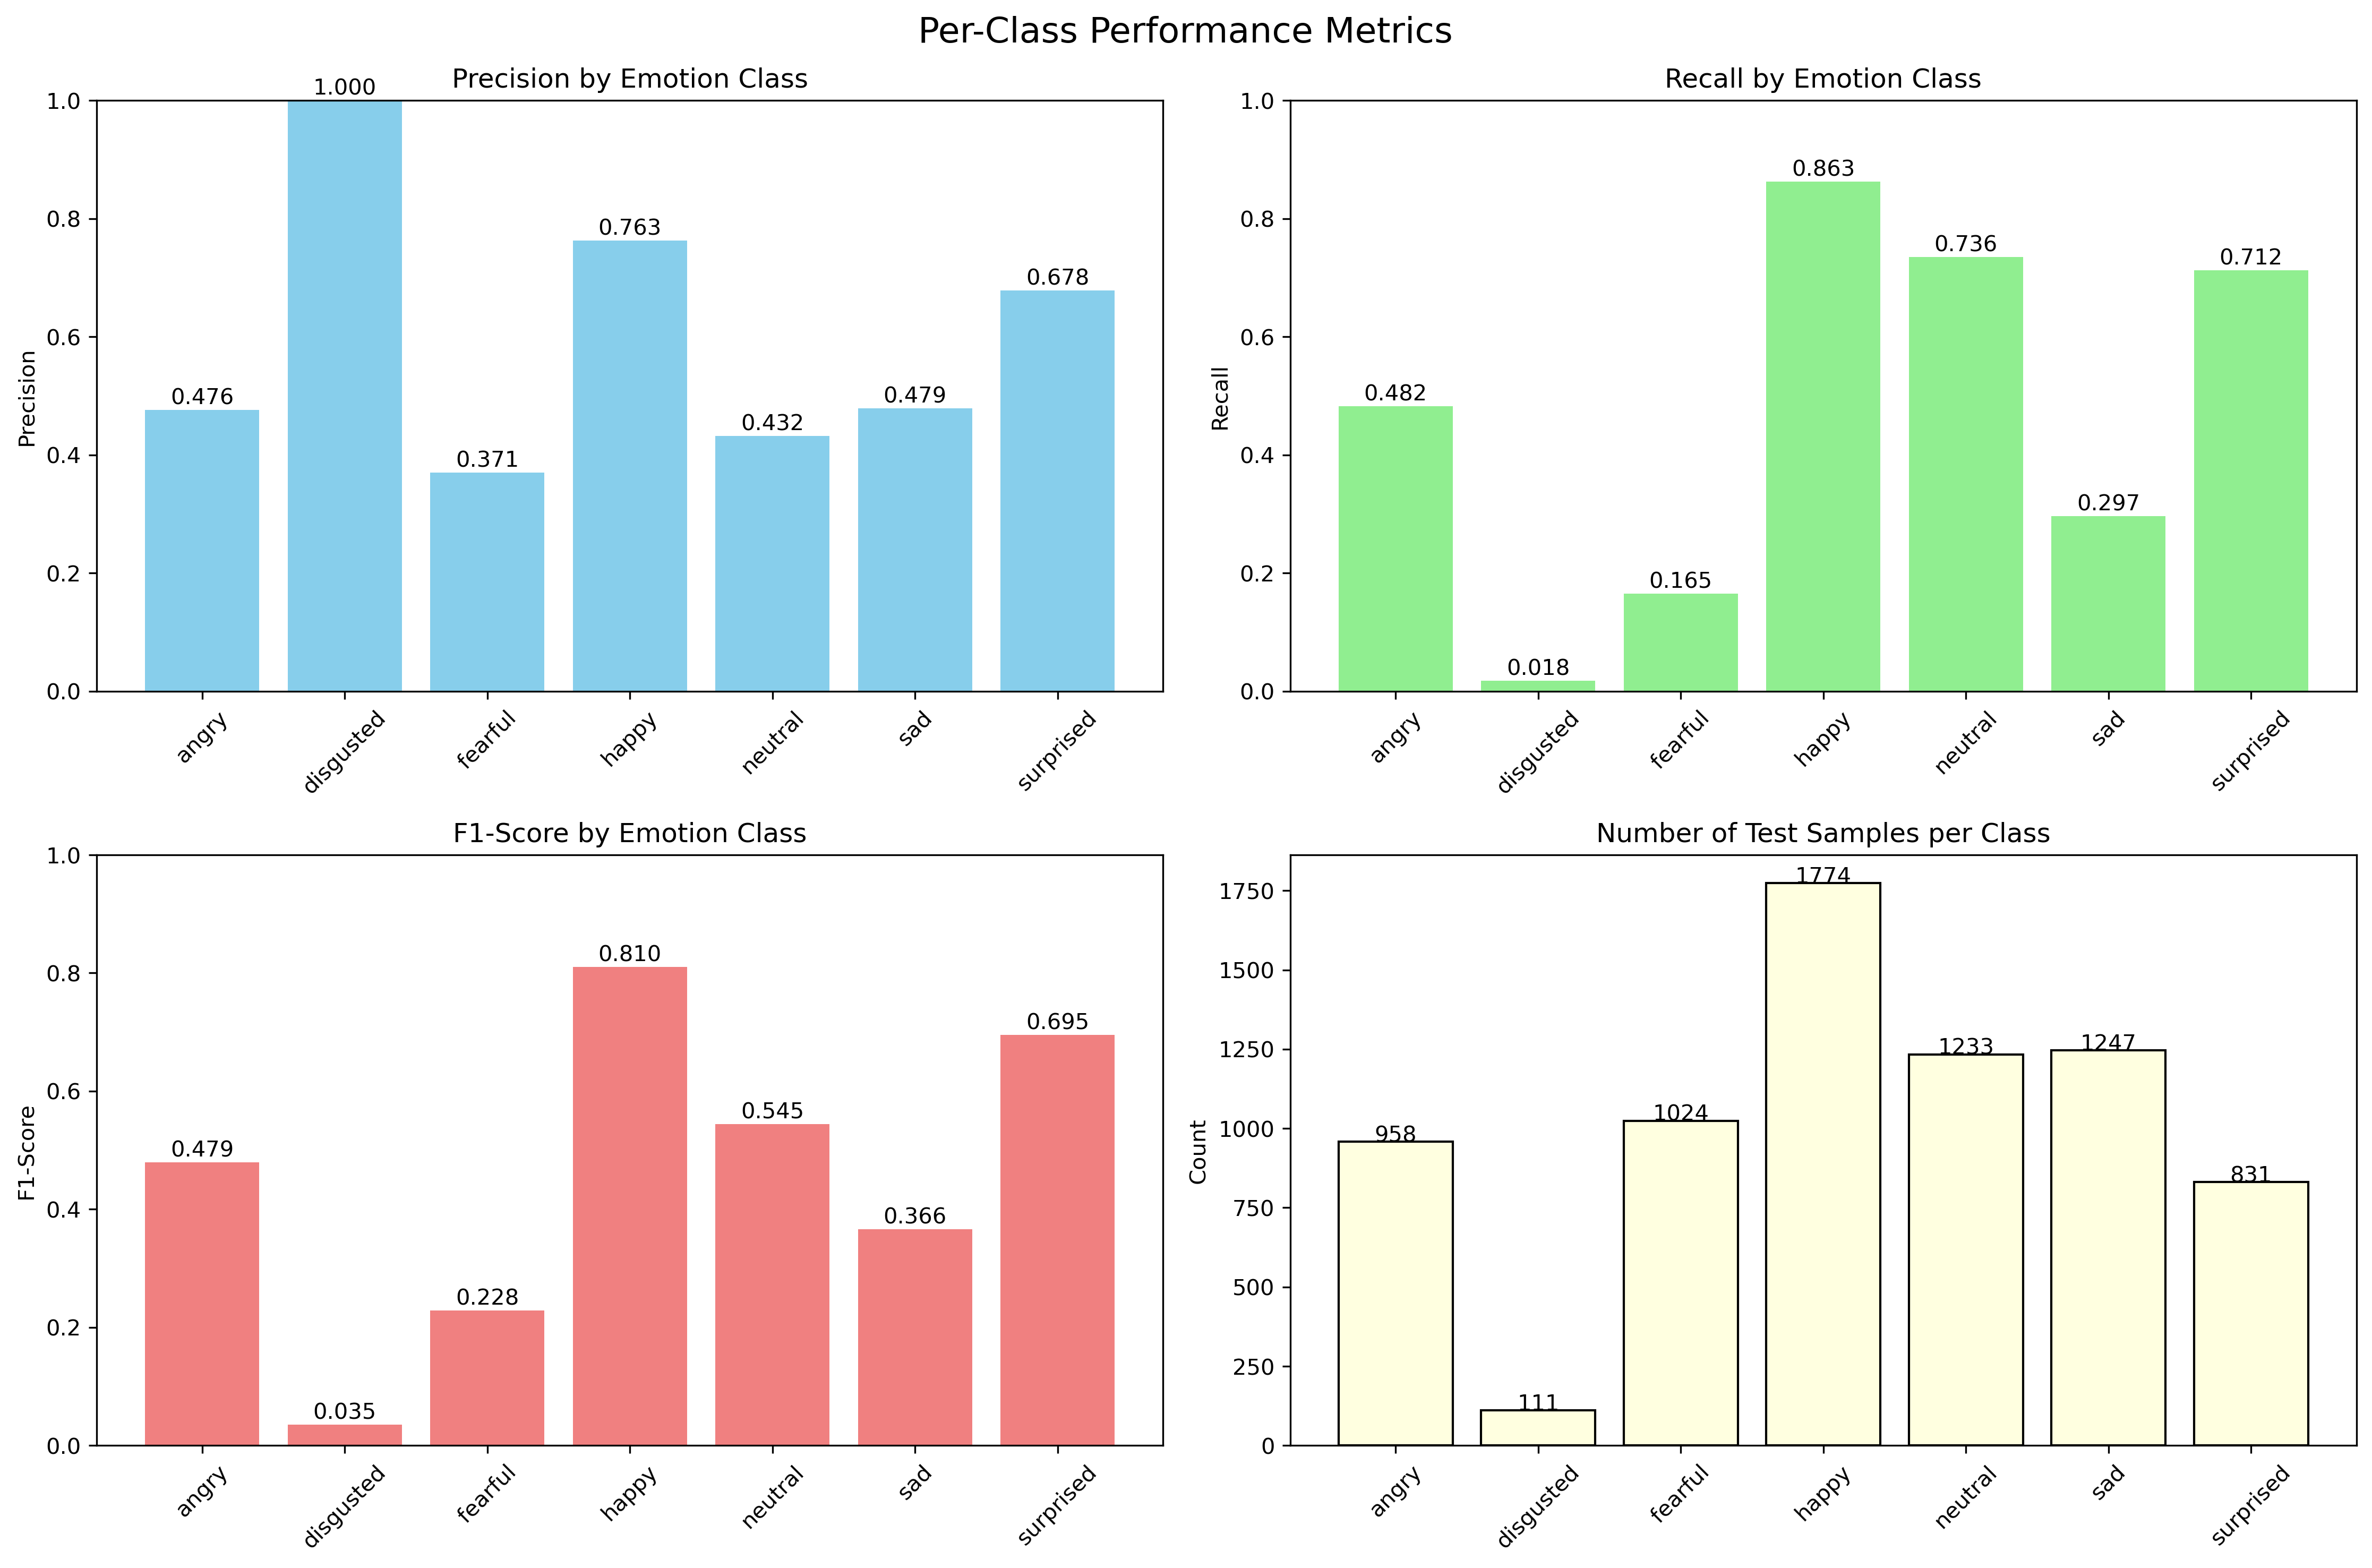 Per-Class Performance Metrics
Precision by Emotion Class
1.0
0.8
0.6
0.4
0.2
0.0
Precision
0.476
1.000
0.371
0.763
0.432
0.479
0.678
angry
disgusted
fearful
happy
neutral
sad
surprised
Recall by Emotion Class
1.0
0.8
0.6
0.4
0.2
0.0
Recall
0.482
0.018
0.165
0.863
0.736
0.297
0.712
angry
disgusted
fearful
happy
neutral
sad
surprised
F1-Score by Emotion Class
1.0
0.8
0.6
0.4
0.2
0.0
F1-Score
0.479
0.035
0.228
0.810
0.545
0.366
0.695
angry
disgusted
fearful
happy
neutral
sad
surprised
Number of Test Samples per Class
1750
1500
1250
1000
750
500
250
0
Count
958
111
1024
1774
1233
1247
831
angry
disgusted
fearful
happy
neutral
sad
surprised